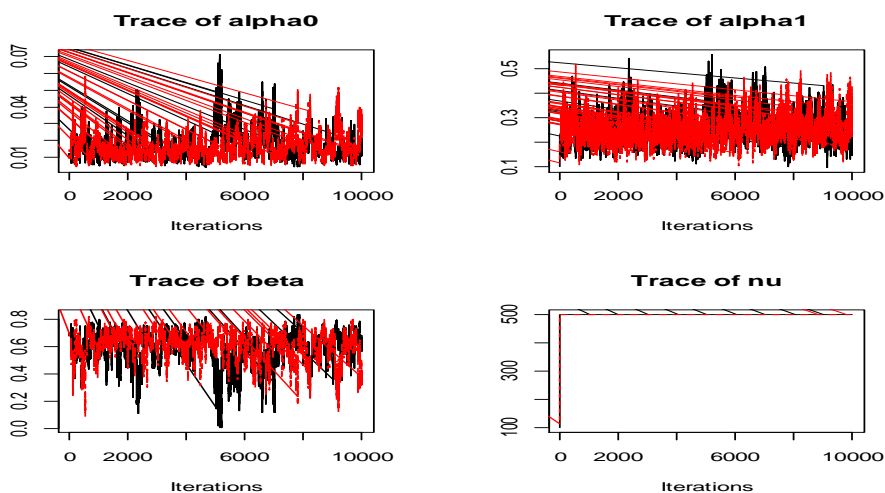 Trace of alpha0
0.07
0.04
0.01
0 2000 6000 10000
Iterations
Trace of alpha1
0.5
0.3
0.1
0 2000 6000 10000
Iterations
Trace of beta
0.8
0.6
0.4
0.2
0.0
0 2000 6000 10000
Iterations
Trace of nu
500
300
100
0 2000 6000 10000
Iterations